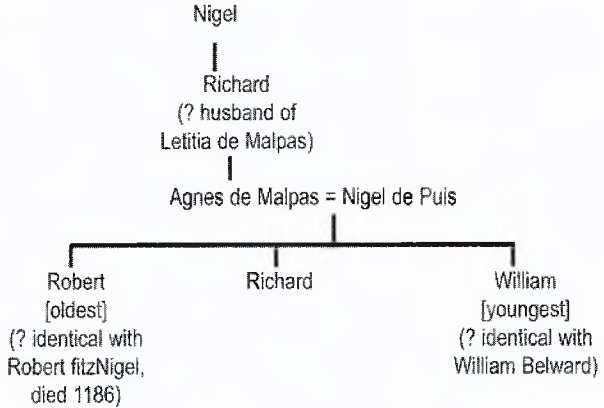 Nigel
Richard
(? husband of
Letitia de Malpas)
Agnes de Malpas = Nigel de Puis
Robert
[oldest]
(? identical with
Robert fitzNigel,
died 1186)
Richard
William
[youngest]
(? identical with
William Belward)